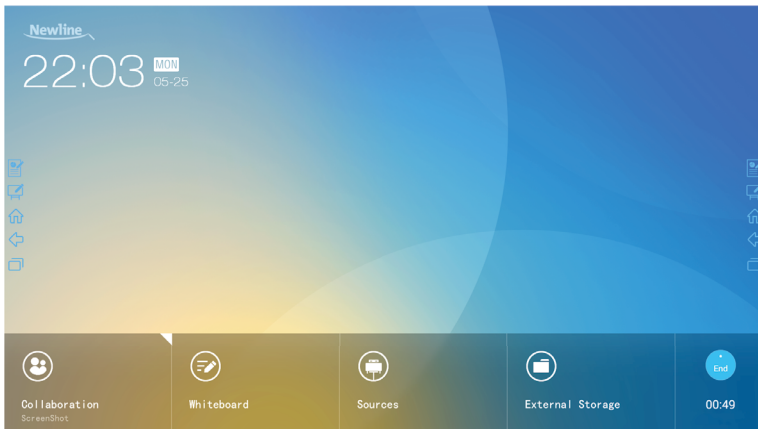 Newline
22:03
MON
05-25
Collaboration
ScreenShot
Whiteboard
Sources
External Storage
End
00:49